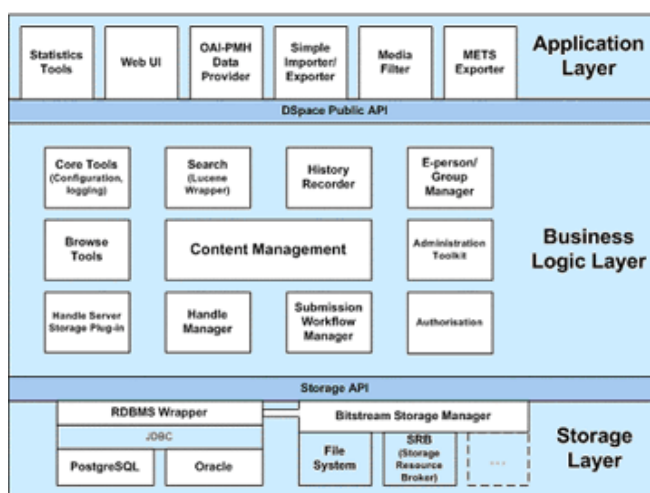 Statistics
Tools
Web UI
OAI-PMH
Data
Provider
Simple
Importer/
Exporter
Media
Filter
METS
Exporter
Application
Layer
DSpace Public API
Core Tools
(Configuration,
logging)
Search
(Lucene
Wrapper)
History
Recorder
E-person/
Group
Manager
Browse
Tools
Content Management
Administration
Toolkit
Business
Logic Layer
Handle Server
Storage Plug-in
Handle
Manager
Submission
Workflow
Manager
Authorisation
Storage API
RDBMS Wrapper
Bitstream Storage Manager
JDBC
PostgreSQL
Oracle
File
System
SRB
(Storage
Resource
Broker)
...
Storage
Layer